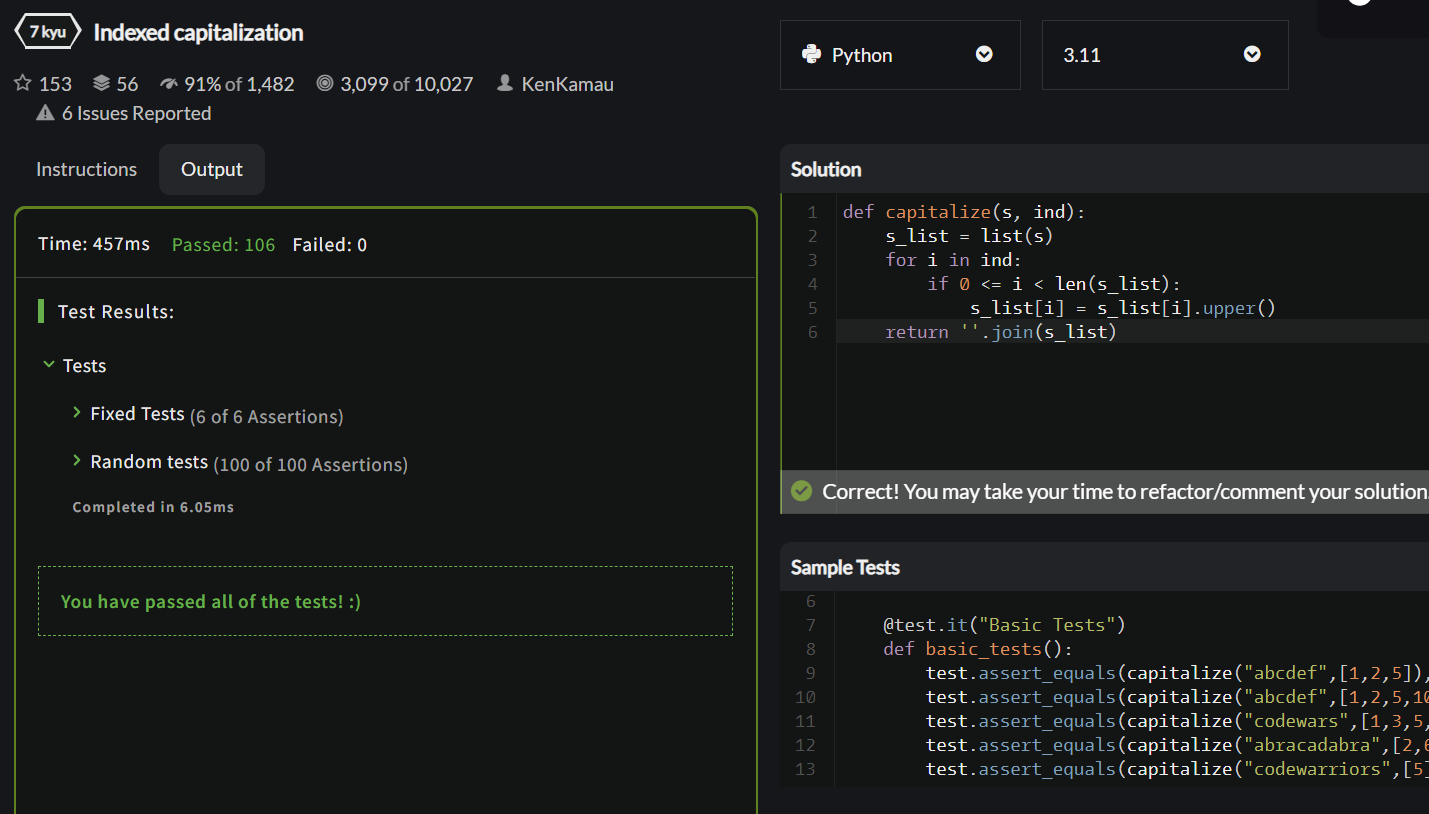 7 kyu Indexed capitalization
153 56 91% of 1,482 3,099 of 10,027 KenKamau
6 Issues Reported
Instructions Output
Time: 457ms Passed: 106 Failed: 0
Test Results:
Tests
Fixed Tests (6 of 6 Assertions)
Random tests (100 of 100 Assertions)
Completed in 6.05ms
You have passed all of the tests! :)
Python 3.11
Solution
1 def capitalize(s, ind):
2     s_list = list(s)
3     for i in ind:
4         if 0 <= i < len(s_list):
5             s_list[i] = s_list[i].upper()
6     return ''.join(s_list)
Correct! You may take your time to refactor/comment your solution.
Sample Tests
6
7     @test.it("Basic Tests")
8     def basic_tests():
9         test.assert_equals(capitalize("abcdef",[1,2,5]),
10         test.assert_equals(capitalize("abcdef",[1,2,5,10
11         test.assert_equals(capitalize("codewars",[1,3,5,
12         test.assert_equals(capitalize("abracadabra",[2,6
13         test.assert_equals(capitalize("codewarriors",[5]